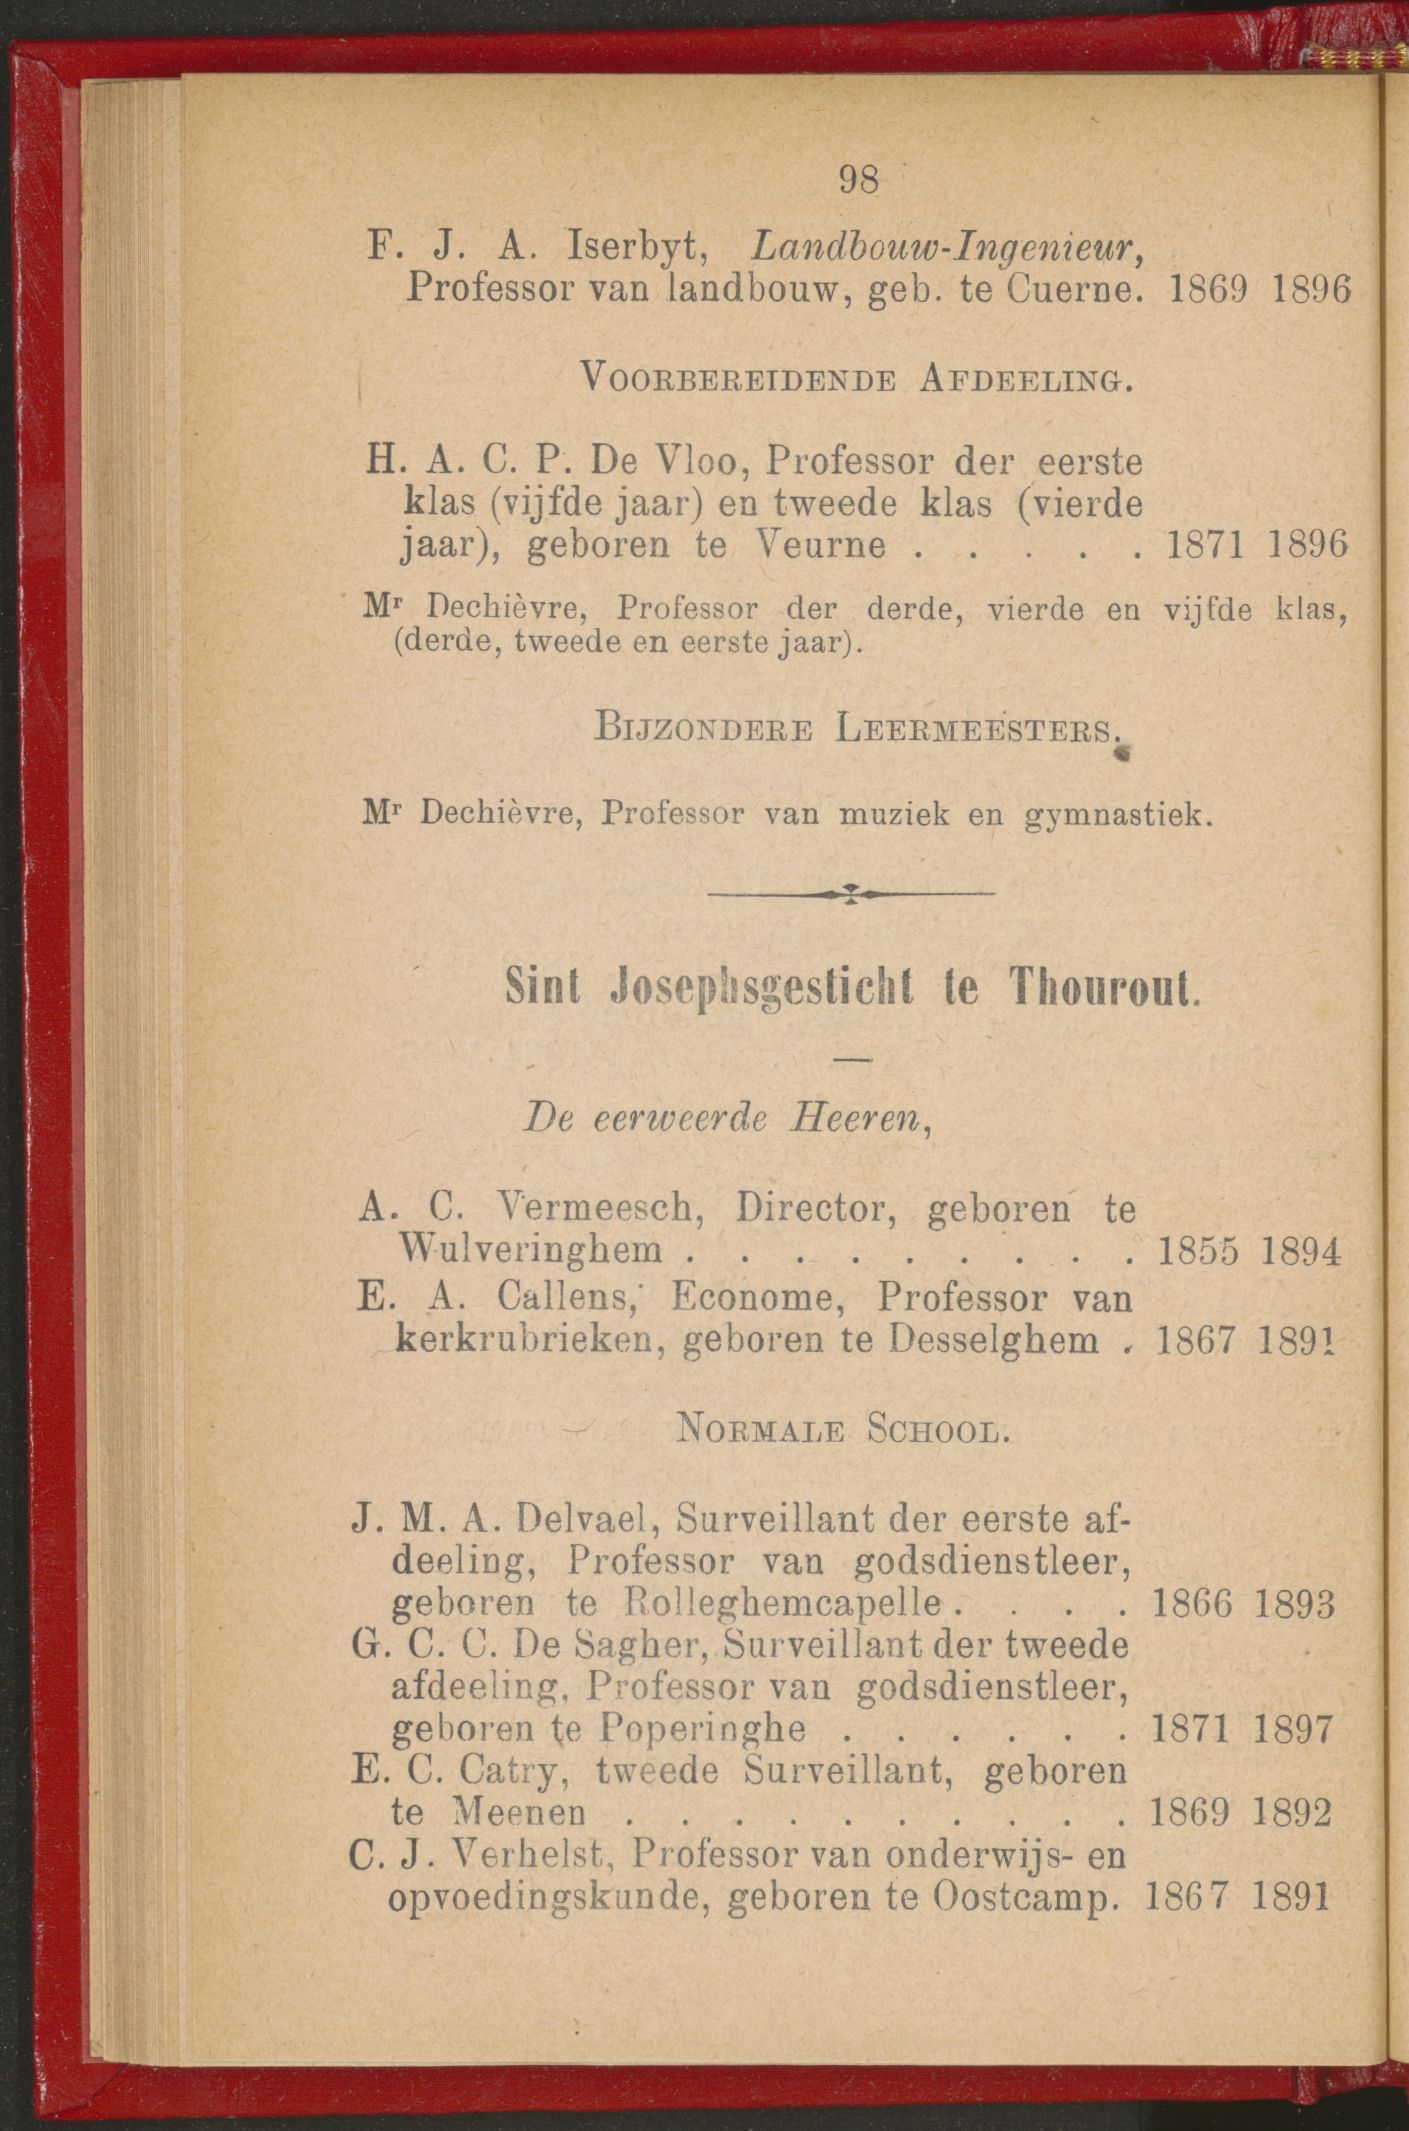 98
F. J. A. Iserbyt, Landbouw-Ingenieur,
Professor van landbouw, geb. te Cuerne. 1869 1896
VOORBEREIDENDE AFDEELING.
H. A. C. P. De Vloo, Professor der eerste
klas (vijfde jaar) en tweede klas (vierde
jaar), geboren te Veurne . . . . . 1871 1896
Mr Dechièvre, Professor der derde, vierde en vijfde klas,
(derde, tweede en eerste jaar).
BIJZONDERE LEERMEESTERS.
Mr Dechièvre, Professor van muziek en gymnastiek.
Sint Josephsgesticht te Thourout.
De eerweerde Heeren,
A. C. Vermeesch, Director, geboren te
Wulveringhem . . . . . . . . . 1855 1894
E. A. Callens, Econome, Professor van
kerkrubrieken, geboren te Desselghem . 1867 1891
NORMALE SCHOOL.
J. M. A. Delvael, Surveillant der eerste af-
deeling, Professor van godsdienstleer,
geboren te Rolleghemcapelle . . . . 1866 1893
G. C. C. De Sagher, Surveillant der tweede
afdeeling, Professor van godsdienstleer,
geboren te Poperinghe . . . . . . 1871 1897
E. C. Catry, tweede Surveillant, geboren
te Meenen . . . . . . . . . . 1869 1892
C. J. Verhelst, Professor van onderwijs- en
opvoedingskunde, geboren te Oostcamp. 1867 1891